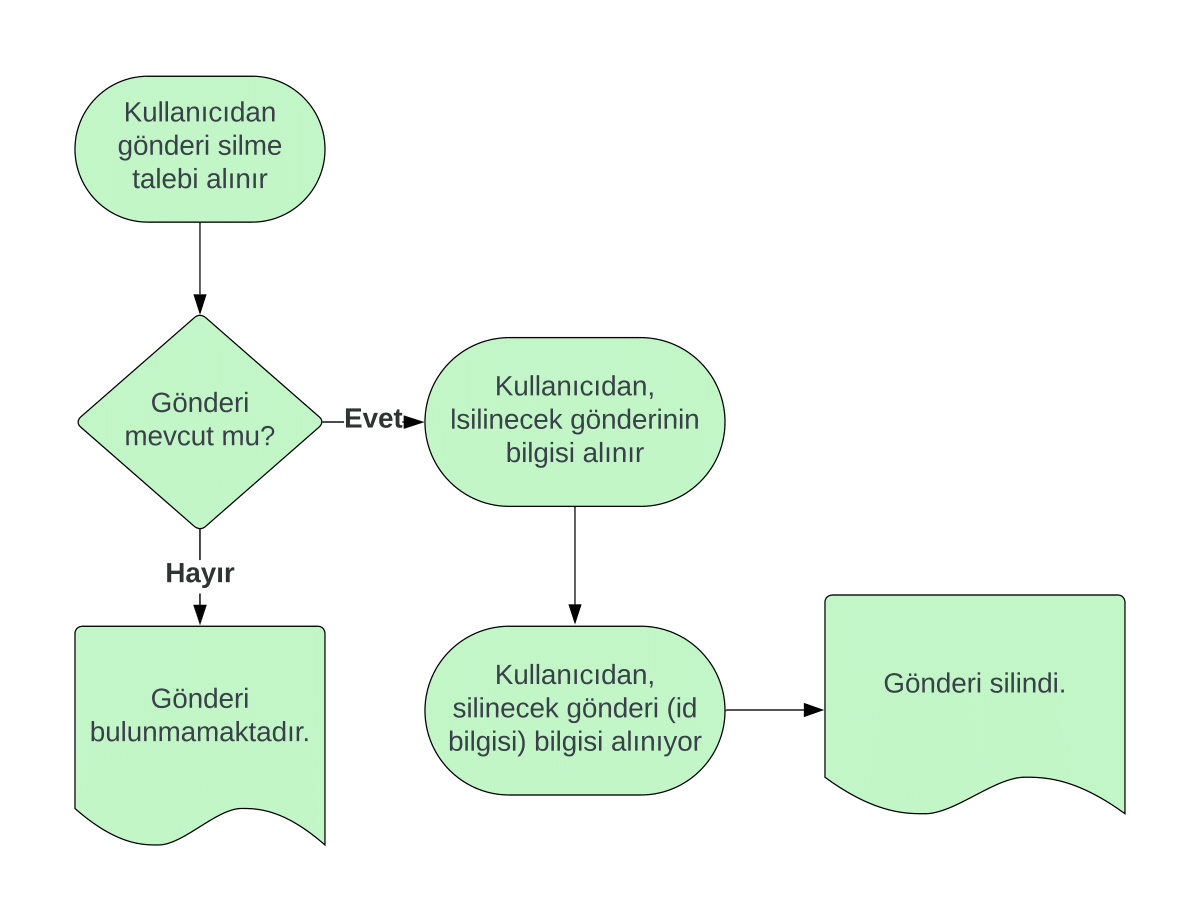 Kullanıcıdan
gönderi silme
talebi alınır
Gönderi
mevcut mu?
Evet
Kullanıcıdan,
lsilinecek gönderinin
bilgisi alınır
Hayır
Gönderi
bulunmamaktadır.
Kullanıcıdan,
silinecek gönderi (id
bilgisi) bilgisi alınıyor
Gönderi silindi.